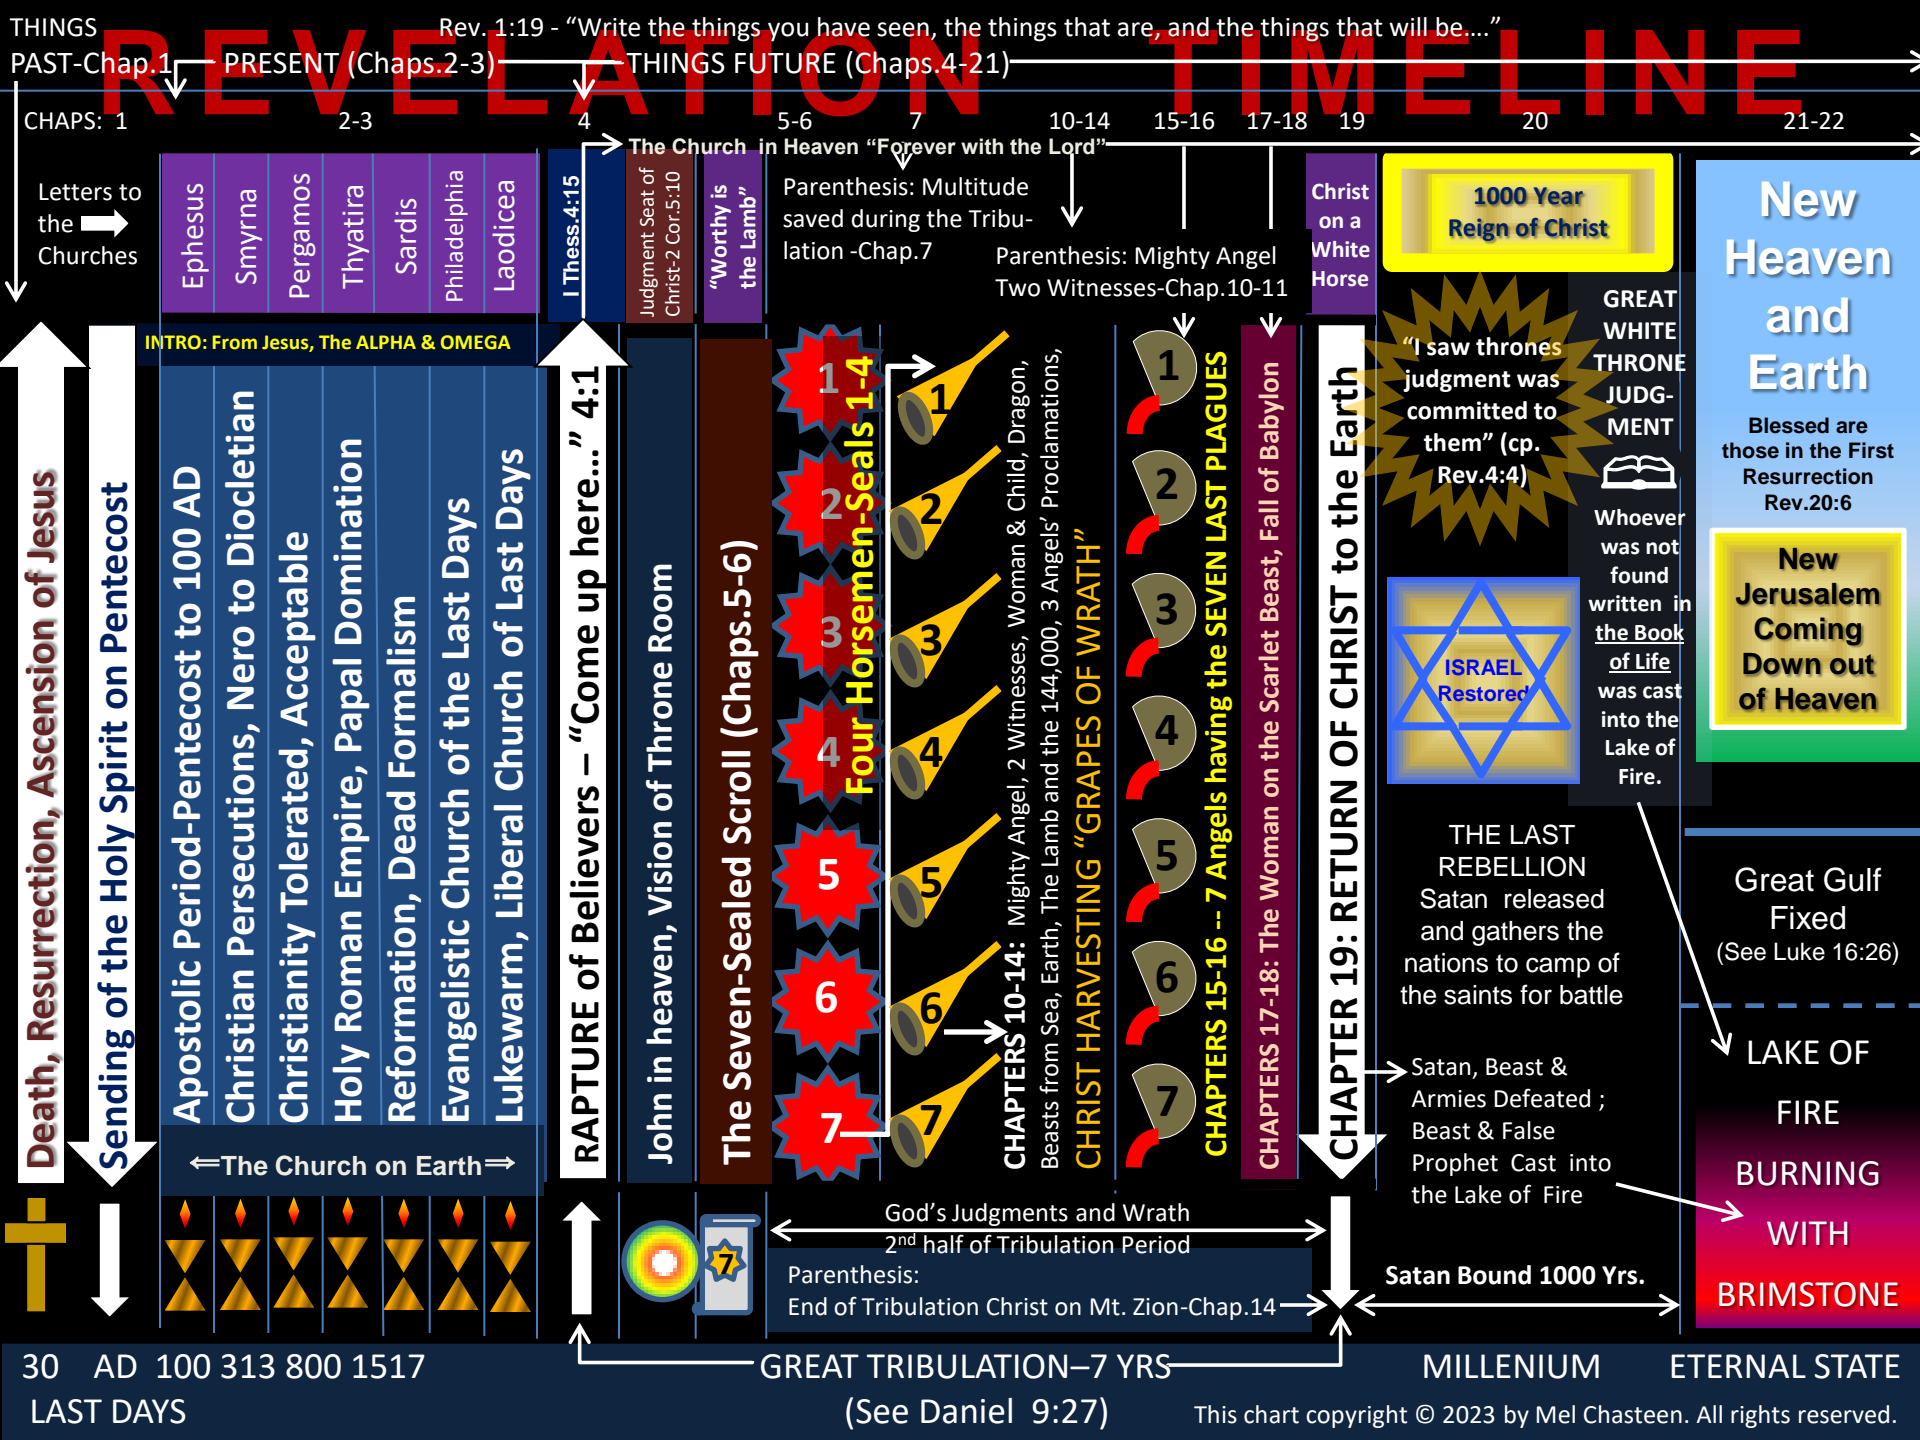 REVELATION TIMELINE
THINGS
PAST-Chap.1
Rev. 1:19 - “Write the things you have seen, the things that are, and the things that will be....”
PRESENT (Chaps.2-3)
THINGS FUTURE (Chaps.4-21)
CHAPS: 1
2-3
4
5-6
7
10-14
15-16
17-18
19
20
21-22
The Church in Heaven “Forever with the Lord”
Letters to
the
Churches
Ephesus
Smyrna
Pergamos
Thyatira
Sardis
Philadelphia
Laodicea
I Thess.4:15
Judgment Seat of
Christ-2 Cor.5:10
“Worthy is
the Lamb”
Parenthesis: Multitude
saved during the Tribu-
lation -Chap.7
Parenthesis: Mighty Angel
Two Witnesses-Chap.10-11
Christ
on a
White
Horse
1000 Year
Reign of Christ
New
Heaven
and
Earth
Blessed are
those in the First
Resurrection
Rev.20:6
New
Jerusalem
Coming
Down out
of Heaven
INTRO: From Jesus, The ALPHA & OMEGA
Death, Resurrection, Ascension of Jesus
Sending of the Holy Spirit on Pentecost
Apostolic Period-Pentecost to 100 AD
Christian Persecutions, Nero to Diocletian
Christianity Tolerated, Acceptable
Holy Roman Empire, Papal Domination
Reformation, Dead Formalism
Evangelistic Church of the Last Days
Lukewarm, Liberal Church of Last Days
⇐The Church on Earth⇒
RAPTURE of Believers – “Come up here...” 4:1
John in heaven, Vision of Throne Room
The Seven-Sealed Scroll (Chaps.5-6)
1
2
3
4
5
6
7
Four Horsemen-Seals 1-4
1
2
3
4
5
6
7
CHAPTERS 10-14: Mighty Angel, 2 Witnesses, Woman & Child, Dragon,
Beasts from Sea, Earth, The Lamb and the 144,000, 3 Angels’ Proclamations,
CHRIST HARVESTING “GRAPES OF WRATH”
1
2
3
4
5
6
7
CHAPTERS 15-16 -- 7 Angels having the SEVEN LAST PLAGUES
CHAPTERS 17-18: The Woman on the Scarlet Beast, Fall of Babylon
CHAPTER 19: RETURN OF CHRIST to the Earth
“I saw thrones
judgment was
committed to
them” (cp.
Rev.4:4)
GREAT
WHITE
THRONE
JUDG-
MENT
Whoever
was not
found
written in
the Book
of Life
was cast
into the
Lake of
Fire.
ISRAEL
Restored
THE LAST
REBELLION
Satan released
and gathers the
nations to camp of
the saints for battle
Satan, Beast &
Armies Defeated ;
Beast & False
Prophet Cast into
the Lake of Fire
Great Gulf
Fixed
(See Luke 16:26)
LAKE OF
FIRE
BURNING
WITH
BRIMSTONE
7
God’s Judgments and Wrath
2nd half of Tribulation Period
Parenthesis:
End of Tribulation Christ on Mt. Zion-Chap.14
Satan Bound 1000 Yrs.
30 AD 100 313 800 1517
LAST DAYS
GREAT TRIBULATION–7 YRS
(See Daniel 9:27)
MILLENIUM
ETERNAL STATE
This chart copyright © 2023 by Mel Chasteen. All rights reserved.